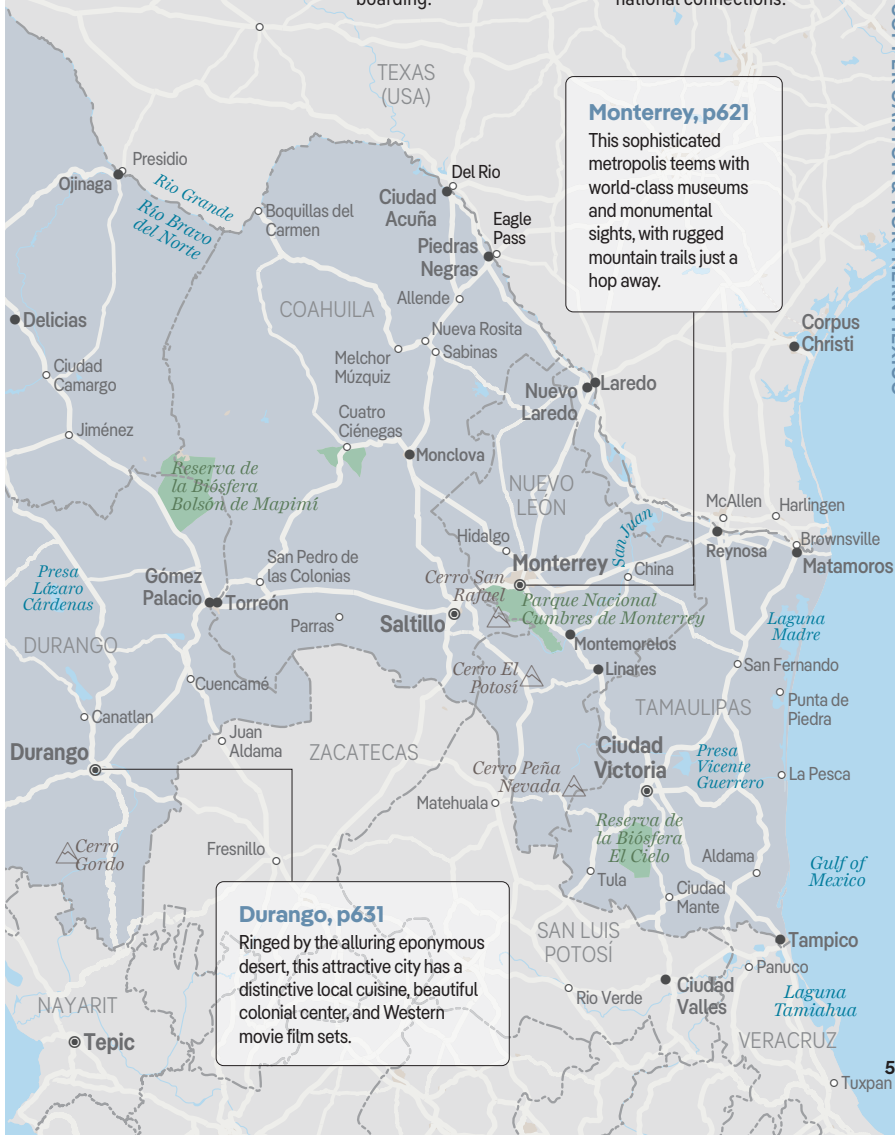 boarding.
national connections.
TEXAS
(USA)
Monterrey, p621
This sophisticated
metropolis teems with
world-class museums
and monumental
sights, with rugged
mountain trails just a
hop away.
Presidio
Ojinaga
Rio Grande
Río Bravo
del Norte
Boquillas del
Carmen
Del Rio
Ciudad
Acuña
Eagle
Pass
Piedras
Negras
COAHUILA
Allende
Delicias
Nueva Rosita
Sabinas
Melchor
Múzquiz
Corpus
Christi
Ciudad
Camargo
Nuevo
Laredo
Laredo
Jiménez
Cuatro
Ciénegas
Monclova
Reserva de
la Biósfera
Bolsón de Mapimí
NUEVO
LEÓN
McAllen
Harlingen
San Juan
Hidalgo
Reynosa
Brownsville
Matamoros
Monterrey
China
San Pedro de
las Colonias
Presa
Lázaro
Cárdenas
Gómez
Palacio
Torreón
Cerro San
Rafael
Parque Nacional
Cumbres de Monterrey
Parras
Saltillo
Laguna
Madre
DURANGO
Montemorelos
Linares
San Fernando
Cerro El
Potosí
Cuencamé
TAMAULIPAS
Punta de
Piedra
Canatlan
Juan
Aldama
ZACATECAS
Durango
Ciudad
Victoria
Presa
Vicente
Guerrero
Cerro Peña
Nevada
La Pesca
Matehuala
Reserva de
la Biósfera
El Cielo
Cerro
Gordo
Fresnillo
Aldama
Gulf of
Mexico
Tula
Ciudad
Mante
Durango, p631
Ringed by the alluring eponymous
desert, this attractive city has a
distinctive local cuisine, beautiful
colonial center, and Western
movie film sets.
SAN LUIS
POTOSÍ
Tampico
Panuco
Ciudad
Valles
Rio Verde
Laguna
Tamiahua
NAYARIT
Tepic
VERACRUZ
5
Tuxpan